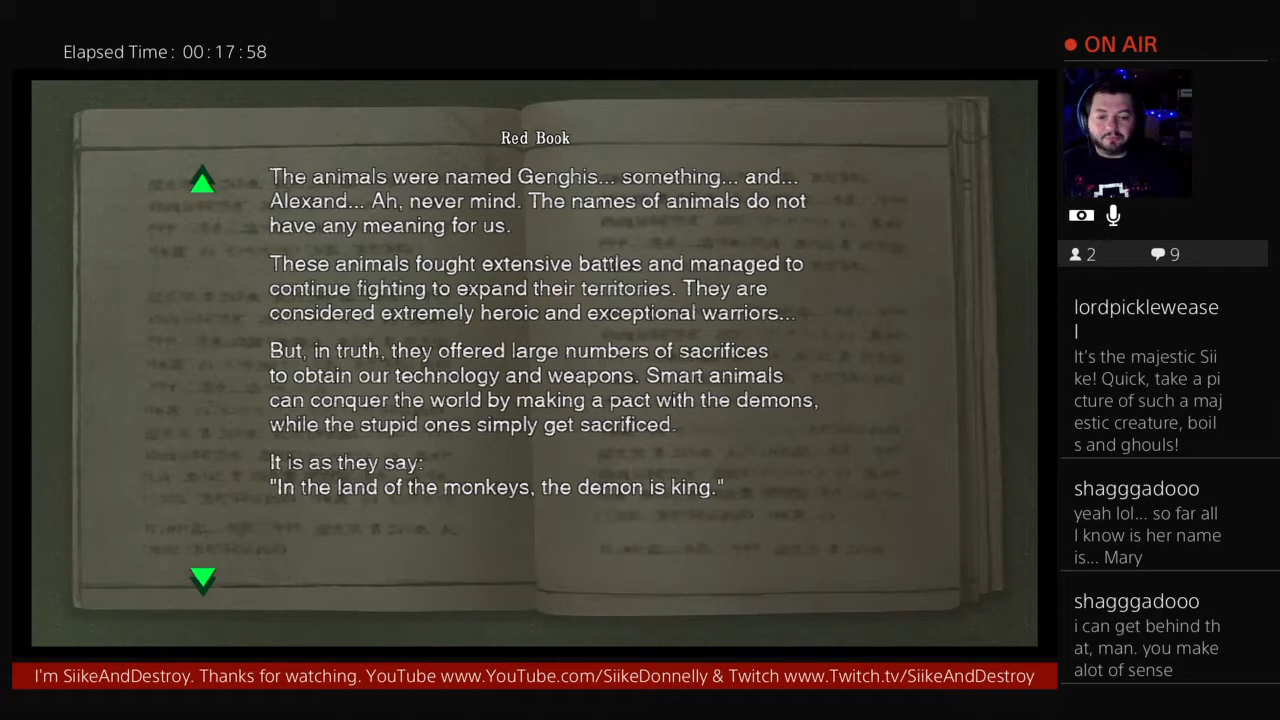 Elapsed Time: 00:17:58
ON AIR
Red Book
The animals were named Genghis... something... and...
Alexand... Ah, never mind. The names of animals do not
have any meaning for us.
These animals fought extensive battles and managed to
continue fighting to expand their territories. They are
considered extremely heroic and exceptional warriors...
But, in truth, they offered large numbers of sacrifices
to obtain our technology and weapons. Smart animals
can conquer the world by making a pact with the demons,
while the stupid ones simply get sacrificed.
It is as they say:
"In the land of the monkeys, the demon is king."
2 9
lordpicklewease
l
It's the majestic Sii
ke! Quick, take a pi
cture of such a maj
estic creature, boil
s and ghouls!
shagggadooo
yeah lol... so far all
I know is her name
is... Mary
shagggadooo
i can get behind th
at, man. you make
alot of sense
I'm SiikeAndDestroy. Thanks for watching. YouTube www.YouTube.com/SiikeDonnelly & Twitch www.Twitch.tv/SiikeAndDestroy